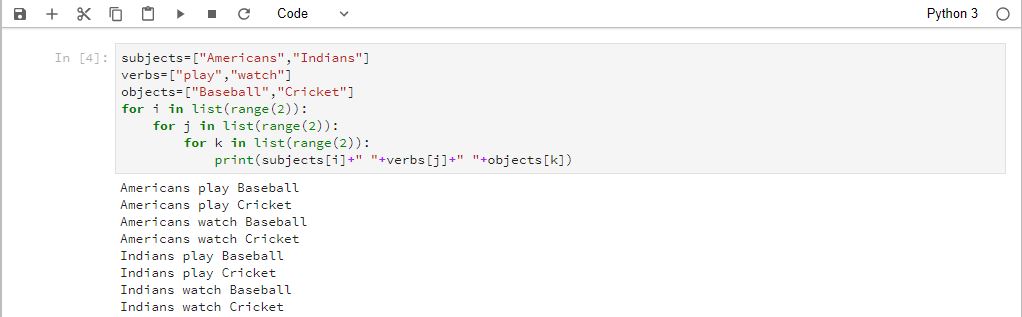 Code
Python 3
In [4]:
subjects=["Americans","Indians"]
verbs=["play","watch"]
objects=["Baseball","Cricket"]
for i in list(range(2)):
    for j in list(range(2)):
        for k in list(range(2)):
            print(subjects[i]+" "+verbs[j]+" "+objects[k])
Americans play Baseball
Americans play Cricket
Americans watch Baseball
Americans watch Cricket
Indians play Baseball
Indians play Cricket
Indians watch Baseball
Indians watch Cricket